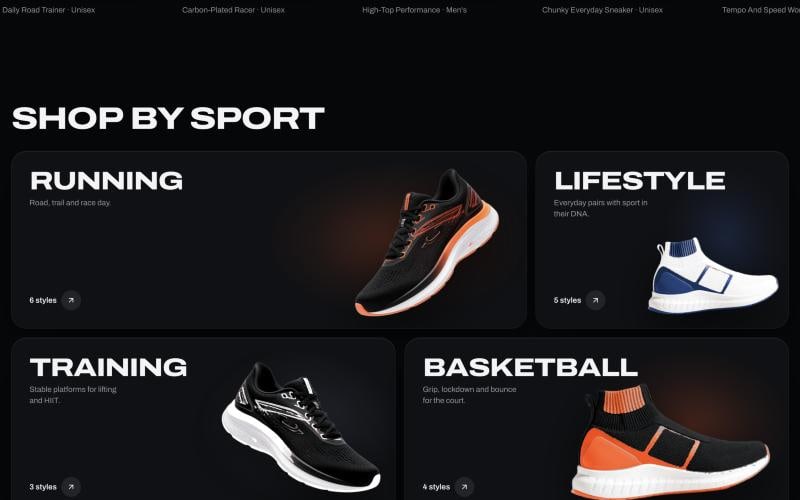 Daily Road Trainer · Unisex
Carbon-Plated Racer · Unisex
High-Top Performance · Men's
Chunky Everyday Sneaker · Unisex
Tempo And Speed
SHOP BY SPORT
RUNNING
Road, trail and race day.
6 styles
LIFESTYLE
Everyday pairs with sport in
their DNA.
5 styles
TRAINING
Stable platforms for lifting
and HIIT.
3 styles
BASKETBALL
Grip, lockdown and bounce
for the court.
4 styles